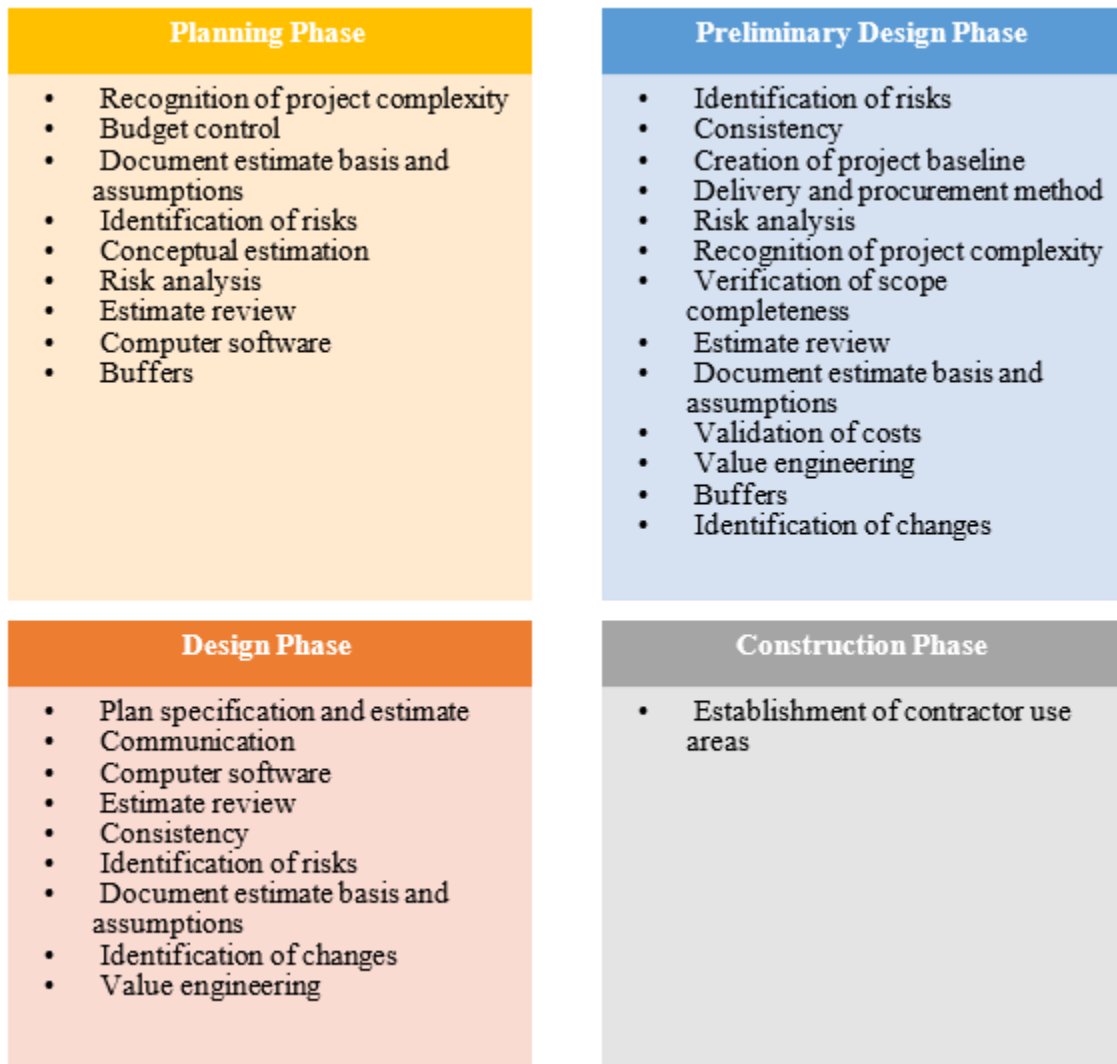 Planning Phase
• Recognition of project complexity
• Budget control
• Document estimate basis and
assumptions
• Identification of risks
• Conceptual estimation
• Risk analysis
• Estimate review
• Computer software
• Buffers
Preliminary Design Phase
• Identification of risks
• Consistency
• Creation of project baseline
• Delivery and procurement method
• Risk analysis
• Recognition of project complexity
• Verification of scope
completeness
• Estimate review
• Document estimate basis and
assumptions
• Validation of costs
• Value engineering
• Buffers
• Identification of changes
Design Phase
• Plan specification and estimate
• Communication
• Computer software
• Estimate review
• Consistency
• Identification of risks
• Document estimate basis and
assumptions
• Identification of changes
• Value engineering
Construction Phase
• Establishment of contractor use
areas